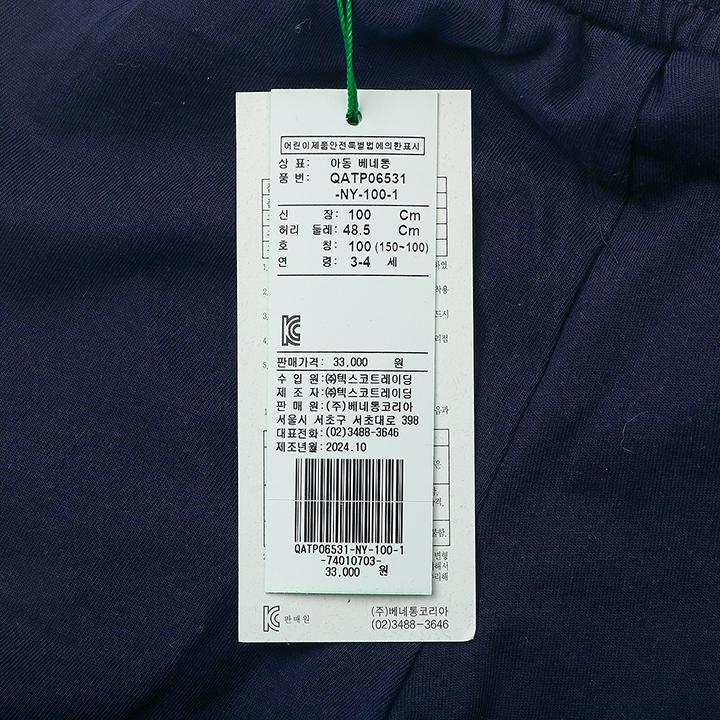 어린이제품안전특별법에의한표시
상 표: 아동 베네통
품 번: QATP06531
-NY-100-1
신 장: 100 Cm
허리 둘레: 48.5 Cm
호 칭: 100 (150~100)
연 령: 3-4 세
판매가격: 33,000 원
수 입 원:㈜텍스코트레이딩
제 조 자:㈜텍스코트레이딩
판 매 원:(주)베네통코리아
서울시 서초구 서초대로 398
대표전화:(02)3488-3646
제조년월:2024.10
QATP06531-NY-100-1
-74010703-
33,000 원
판매원 (주)베네통코리아
(02)3488-3646